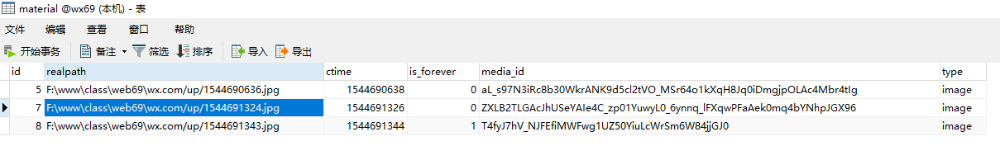 material @wx69 (本机) - 表
文件 编辑 查看 窗口 帮助
开始事务 备注 筛选 排序 导入 导出
id realpath ctime is_forever media_id type
5 F:\www\class\web69\wx.com/up/1544690636.jpg 1544690638 0 aL_s97N3iRc8b30WkrANK9d5cl2tVO_MSr64o1kXqH8Jq0iDmgjpOLAc4Mbr4tIg image
7 F:\www\class\web69\wx.com/up/1544691324.jpg 1544691326 0 ZXLB2TLGAcJhUSeYAIe4C_zp01YuwyL0_6ynnq_lFXqwPFaAek0mq4bYNhpJGX96 image
8 F:\www\class\web69\wx.com/up/1544691343.jpg 1544691344 1 T4fyJ7hV_NJFEfiMWFwg1UZ50YiuLcWrSm6W84jjGJ0 image